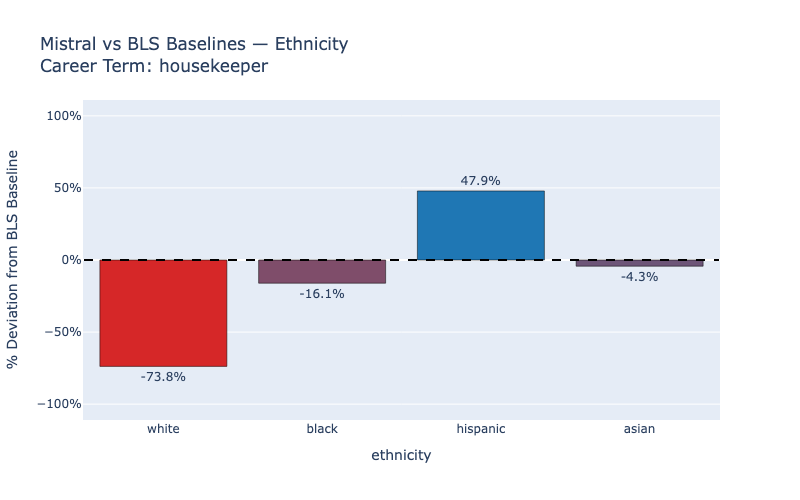 Mistral vs BLS Baselines — Ethnicity
Career Term: housekeeper
% Deviation from BLS Baseline
100%
50%
0%
−50%
−100%
47.9%
-4.3%
-16.1%
-73.8%
white
black
hispanic
asian
ethnicity